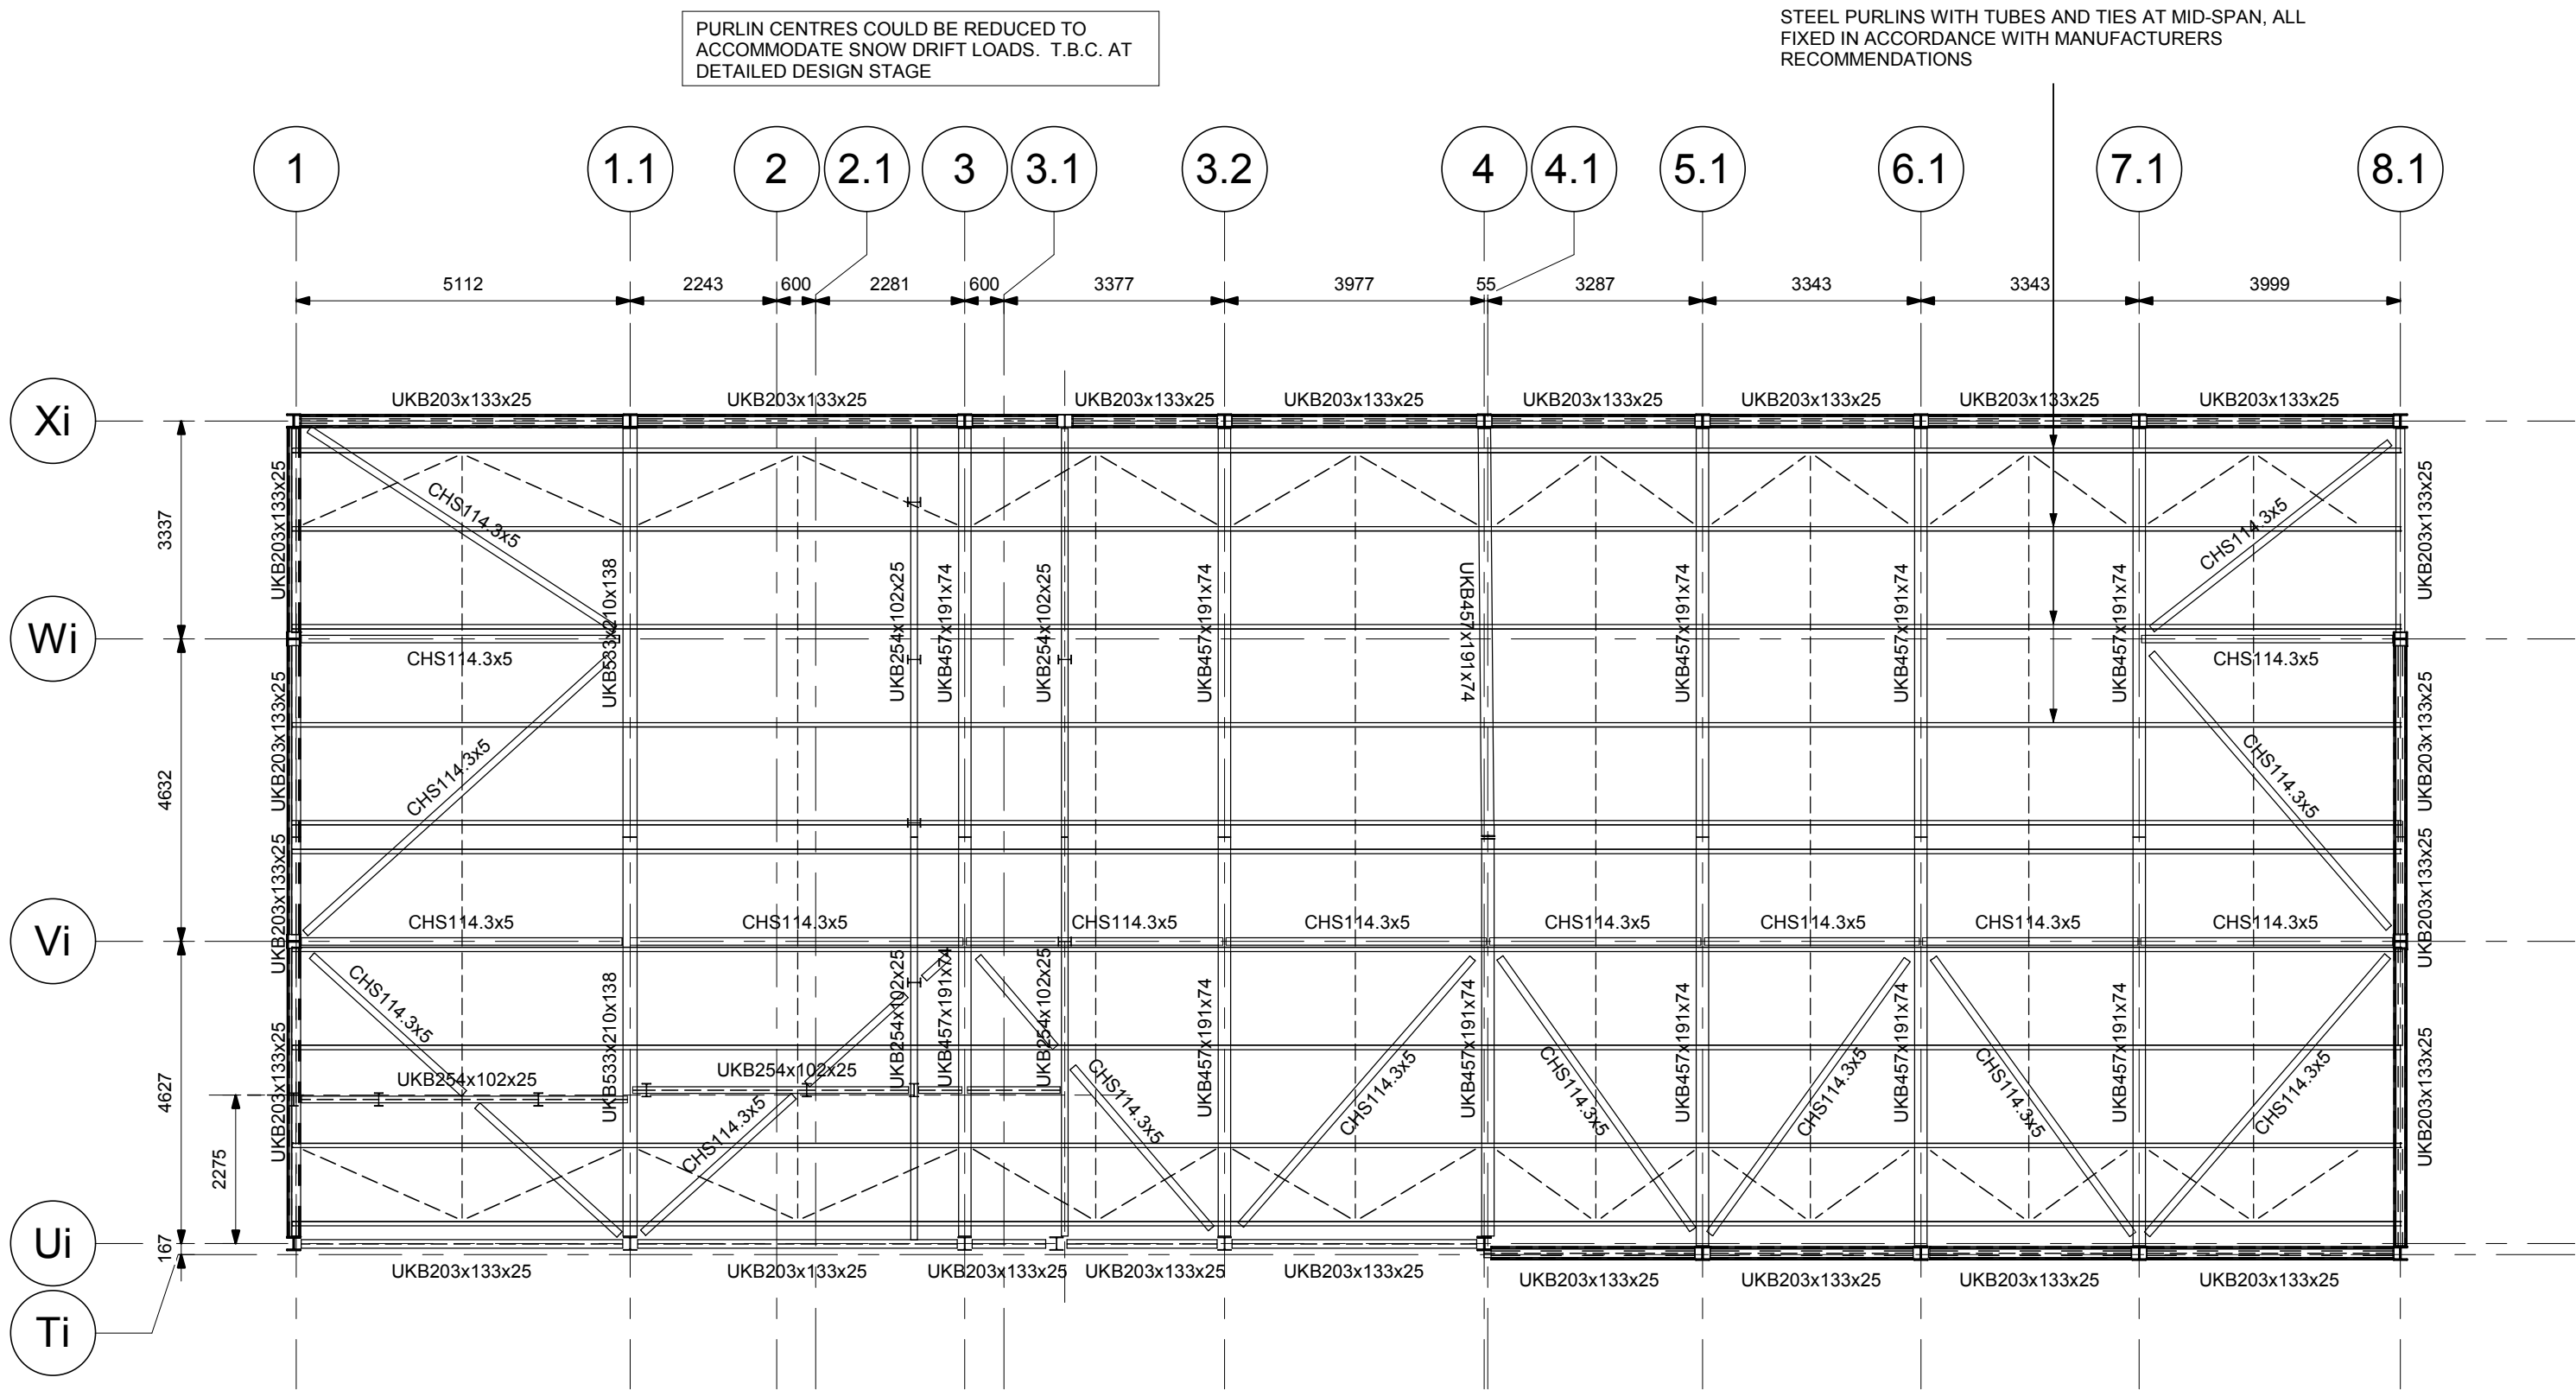 PURLIN CENTRES COULD BE REDUCED TO
ACCOMMODATE SNOW DRIFT LOADS. T.B.C. AT
DETAILED DESIGN STAGE
STEEL PURLINS WITH TUBES AND TIES AT MID-SPAN, ALL
FIXED IN ACCORDANCE WITH MANUFACTURERS
RECOMMENDATIONS
1
1.1
2
2.1
3
3.1
3.2
4
4.1
5.1
6.1
7.1
8.1
5112
2243
600
2281
600
3377
3977
55
3287
3343
3343
3999
UKB203x133x25
UKB203x133x25
UKB203x133x25
UKB203x133x25
UKB203x133x25
UKB203x133x25
UKB203x133x25
UKB203x133x25
Xi
3337
UKB203x133x25
CHS114.3x5
CHS114.3x5
UKB203x133x25
UKB533x210x138
UKB254x102x25
UKB457x191x74
UKB254x102x25
UKB457x191x74
UKB457x191x74
UKB457x191x74
UKB457x191x74
UKB457x191x74
Wi
CHS114.3x5
CHS114.3x5
4632
UKB203x133x25
CHS114.3x5
CHS114.3x5
UKB203x133x25
UKB203x133x25
UKB203x133x25
Vi
CHS114.3x5
CHS114.3x5
CHS114.3x5
CHS114.3x5
CHS114.3x5
CHS114.3x5
CHS114.3x5
CHS114.3x5
4627
UKB203x133x25
CHS114.3x5
UKB254x102x25
UKB533x210x138
UKB254x102x25
CHS114.3x5
UKB254x102x25
UKB457x191x74
UKB254x102x25
CHS114.3x5
UKB457x191x74
CHS114.3x5
UKB457x191x74
CHS114.3x5
UKB457x191x74
CHS114.3x5
UKB457x191x74
CHS114.3x5
UKB457x191x74
CHS114.3x5
UKB203x133x25
2275
Ui
167
UKB203x133x25
UKB203x133x25
UKB203x133x25
UKB203x133x25
UKB203x133x25
UKB203x133x25
UKB203x133x25
UKB203x133x25
UKB203x133x25
Ti